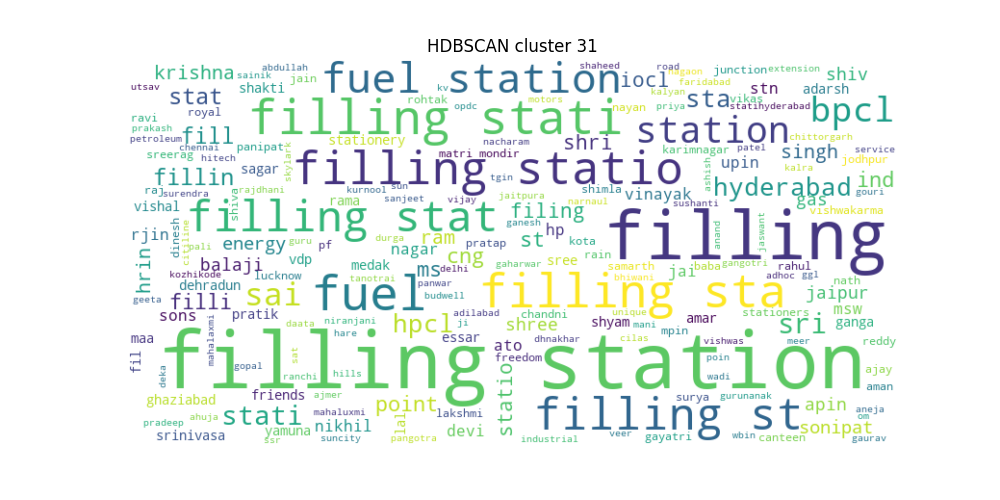 HDBSCAN cluster 31
krishna
sainik
abdullah
jain
fuel station
iocl
shaheed
road
nagaon
faridabad
junction
extension
shiv
utsav
shakti
stat
royal
kv
rohtak
opdc
motors
kalyan
nayan
priya
sta
vikas
stn
adarsh
statihyderabad
bpcl
ravi
prakash
petroleum
fill
chennai
hitech
panipat
filling stati
stationery
nacharam
shri
station
karimnagar
patel
chittorgarh
singh
service
sreerag
fillin
sagar
skylark
filling statio
matri mondir
tgin
upin
kalra
jodhpur
ind
raj
surendra
rajdhani
shiva
kurnool
sun
sanjeet
vijay
jaitpura
shimla
narnaul
vinayak
ashish
hyderabad
gas
gouri
vishal
rama
filling stat
filing
ganesh
sushanti
vishwakarma
rjin
dinesh
citiline
pali
energy
guru
durga
pf
nagar
ram
pratap
st
hp
kota
rain
filling
anand
jaswant
hrin
balaji
vdp
medak
cng
sree
gaharwar
samarth
jai
baba
gangotri
rahul
adhoc
ggl
nath
kozhikode
dehradun
lucknow
tanotrai
ms
delhi
panwar
bhiwani
filli
geeta
sai
fuel
budwell
filling sta
jaipur
sons
pratik
daata
niranjani
hpcl
adilabad
ji
chandni
shree
unique
mani
shyam
amar
stationers
msw
sri
ganga
maa
fil
mahalaxmi
hare
essar
ato
freedom
dhnakhar
cilas
mpin
vishwas
meer
reddy
deka
gopal
sat
ranchi
hills
filling station
poin
wadi
ajay
aman
ghaziabad
friends
ajmer
point
statio
surya
gurunanak
apin
aneja
pradeep
ahuja
stati
mahaluxmi
suncity
nikhil
lal
lakshmi
devi
filling st
om
sonipat
srinivasa
yamuna
ssr
pangotra
industrial
veer
gayatri
wbin
canteen
gaurav